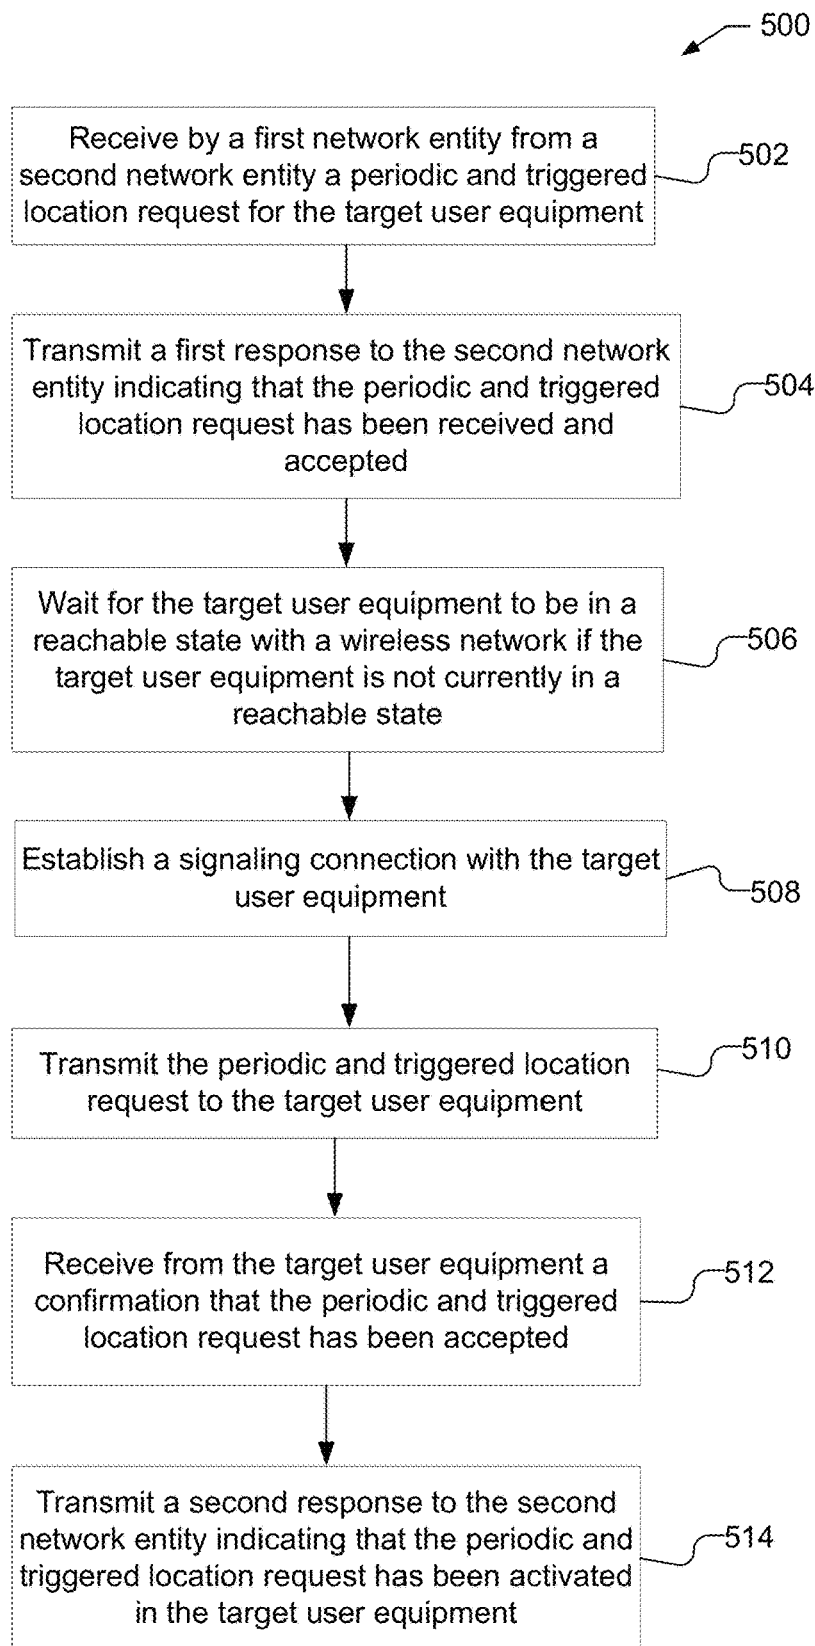 500
Receive by a first network entity from a
second network entity a periodic and triggered
location request for the target user equipment
502
Transmit a first response to the second network
entity indicating that the periodic and triggered
location request has been received and
accepted
504
Wait for the target user equipment to be in a
reachable state with a wireless network if the
target user equipment is not currently in a
reachable state
506
Establish a signaling connection with the target
user equipment
508
Transmit the periodic and triggered location
request to the target user equipment
510
Receive from the target user equipment a
confirmation that the periodic and triggered
location request has been accepted
512
Transmit a second response to the second
network entity indicating that the periodic and
triggered location request has been activated
in the target user equipment
514